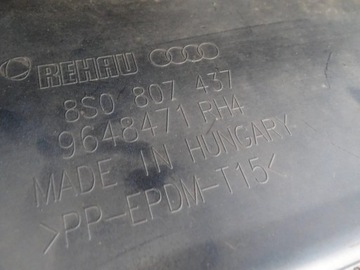 REHAU
8S0 807 437
9648471 RH4
MADE IN HUNGARY
>PP-EPDM-T15<